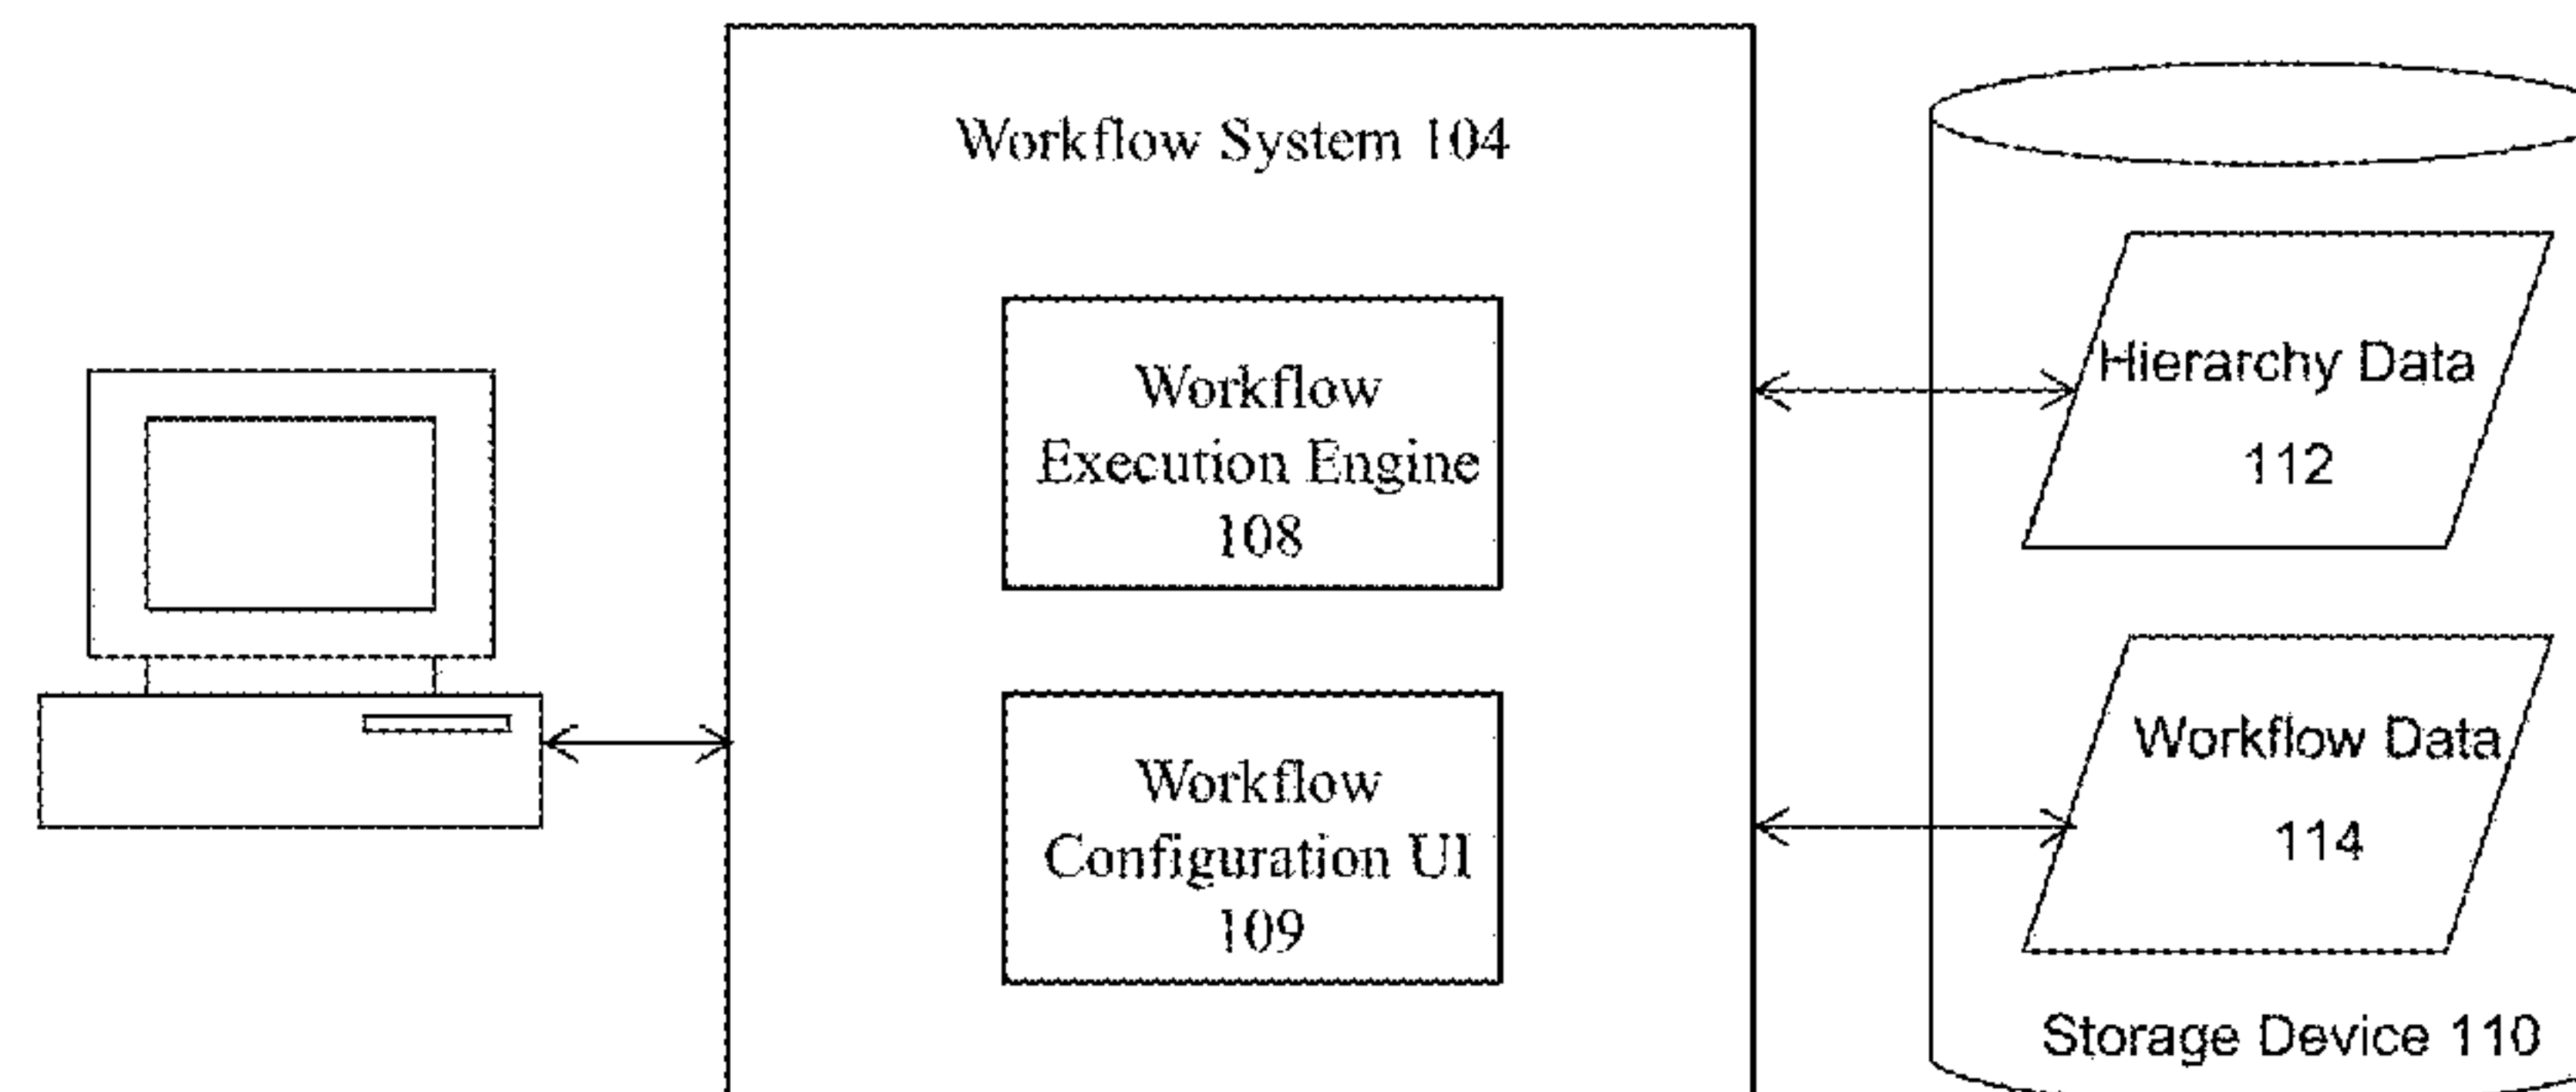 Workflow System 104
Workflow
Execution Engine
108
Workflow
Configuration UI
109
Hierarchy Data
112
Workflow Data
114
Storage Device 110